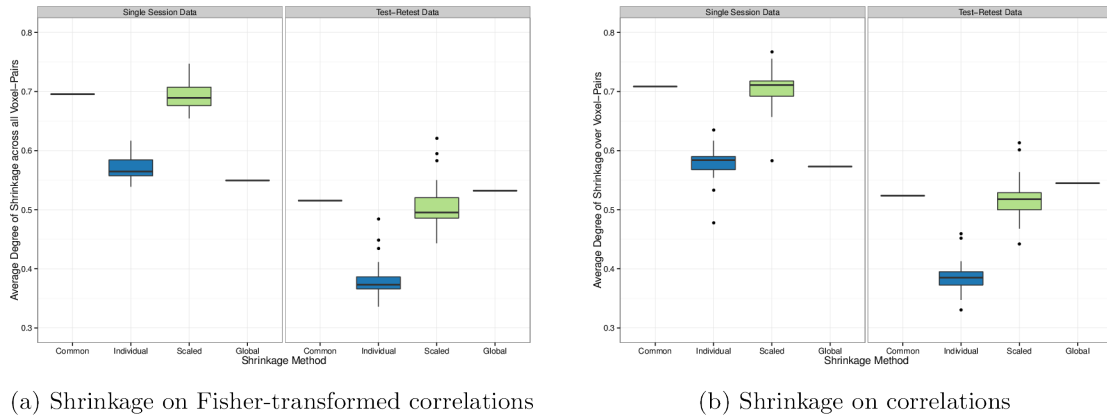 Single Session Data
Test−Retest Data
Average Degree of Shrinkage across all Voxel−Pairs
0.8
0.7
0.6
0.5
0.4
0.3
Common Individual Scaled Global Common Individual Scaled Global
Shrinkage Method
(a) Shrinkage on Fisher-transformed correlations
Single Session Data
Test−Retest Data
Average Degree of Shrinkage over Voxel−Pairs
0.8
0.7
0.6
0.5
0.4
0.3
Common Individual Scaled Global Common Individual Scaled Global
Shrinkage Method
(b) Shrinkage on correlations